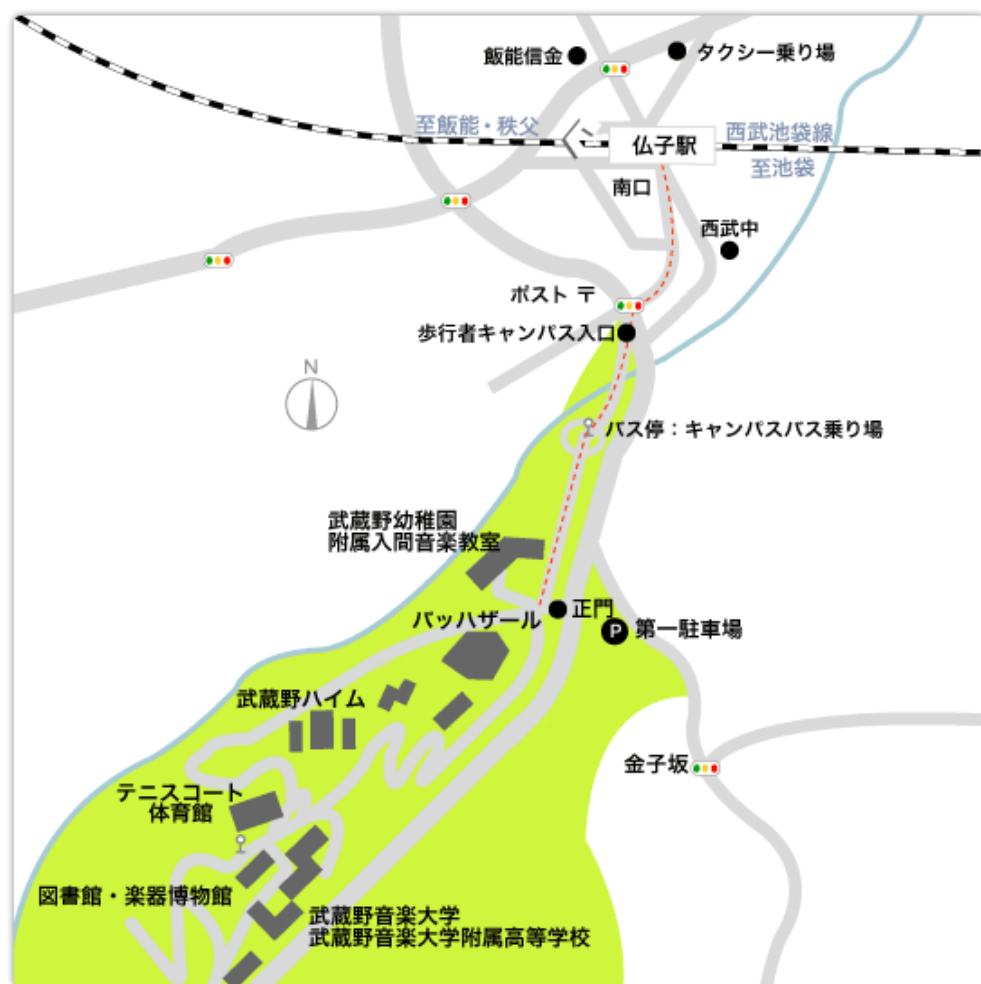 飯能信金
タクシー乗り場
至飯能・秩父
仏子駅
西武池袋線
至池袋
南口
西武中
ポスト 〒
歩行者キャンパス入口
N
バス停：キャンパスバス乗り場
武蔵野幼稚園
附属入間音楽教室
バッハザール
正門
P 第一駐車場
武蔵野ハイム
金子坂
テニスコート
体育館
図書館・楽器博物館
武蔵野音楽大学
武蔵野音楽大学附属高等学校